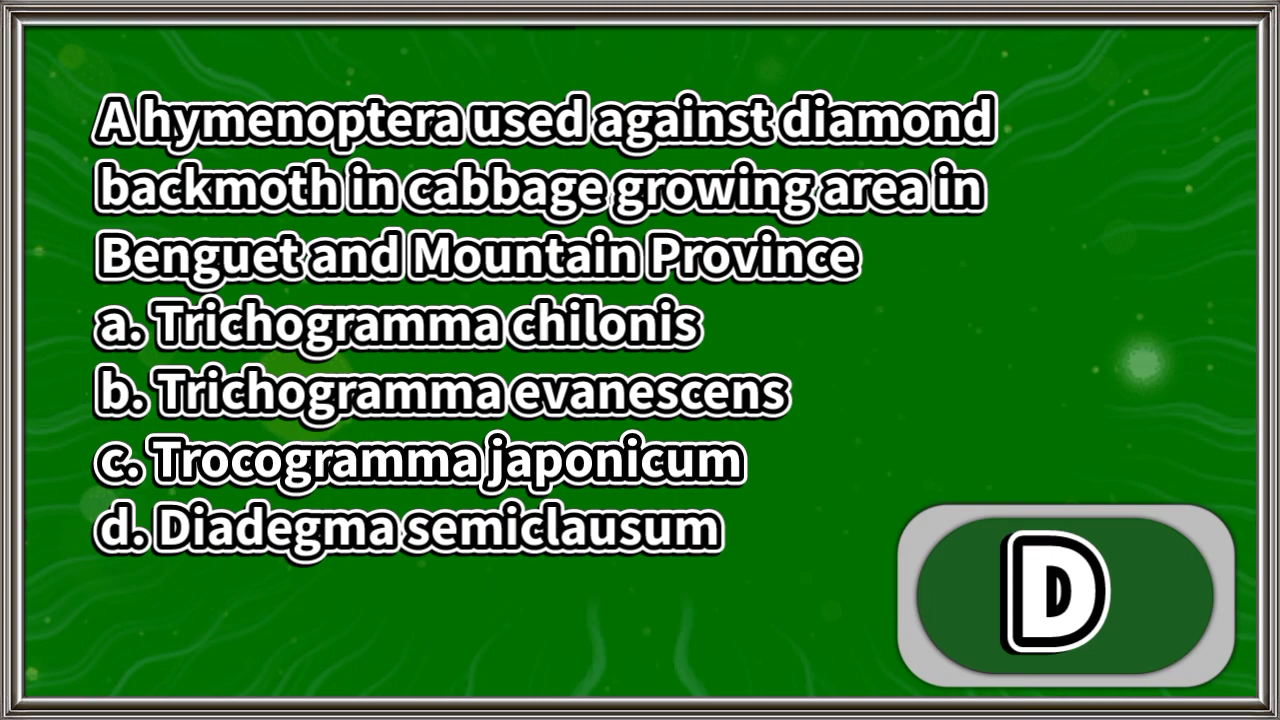 A hymenoptera used against diamond
backmoth in cabbage growing area in
Benguet and Mountain Province
a. Trichogramma chilonis
b. Trichogramma evanescens
c. Trocogramma japonicum
d. Diadegma semiclausum
D